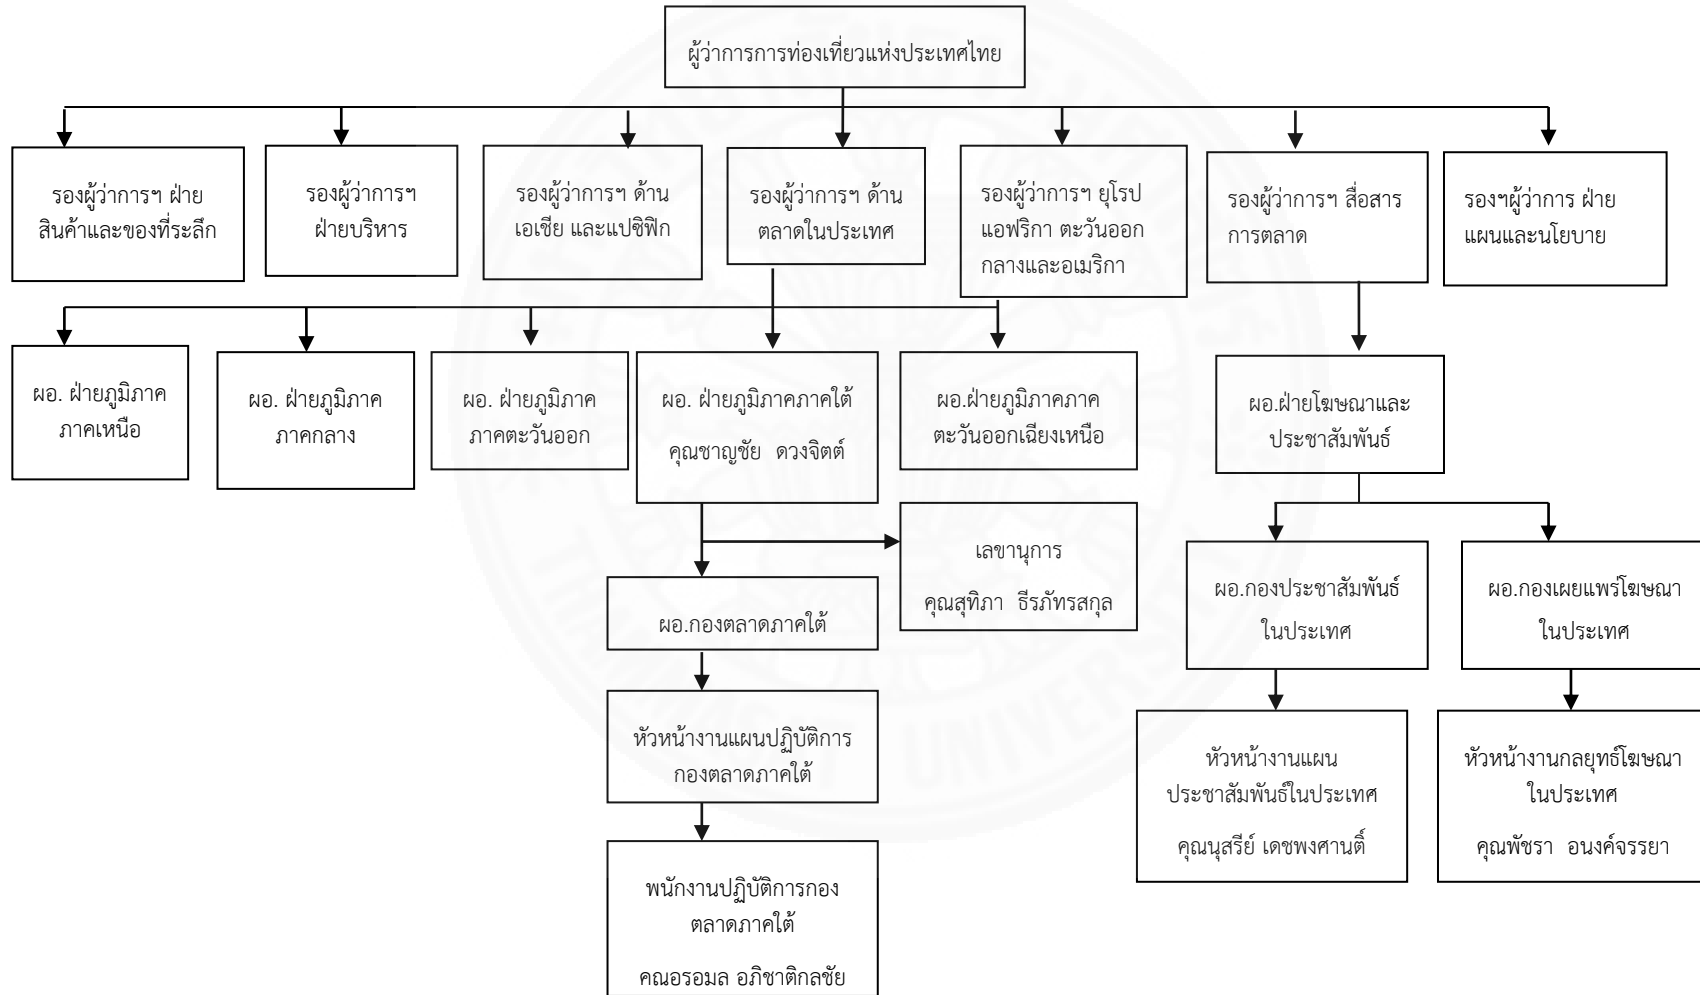 ผู้ว่าการการท่องเที่ยวแห่งประเทศไทย
รองผู้ว่าการฯ ฝ่าย
สินค้าและของที่ระลึก
รองผู้ว่าการฯ
ฝ่ายบริหาร
รองผู้ว่าการฯ ด้าน
เอเชีย และแปซิฟิก
รองผู้ว่าการฯ ด้าน
ตลาดในประเทศ
รองผู้ว่าการฯ ยุโรป
แอฟริกา ตะวันออก
กลางและอเมริกา
รองผู้ว่าการฯ สื่อสาร
การตลาด
รองฯผู้ว่าการ ฝ่าย
แผนและนโยบาย
ผอ. ฝ่ายภูมิภาค
ภาคเหนือ
ผอ. ฝ่ายภูมิภาค
ภาคกลาง
ผอ. ฝ่ายภูมิภาค
ภาคตะวันออก
ผอ. ฝ่ายภูมิภาคภาคใต้
คุณชาญชัย ดวงจิตต์
ผอ.ฝ่ายภูมิภาคภาค
ตะวันออกเฉียงเหนือ
ผอ.ฝ่ายโฆษณาและ
ประชาสัมพันธ์
เลขานุการ
คุณสุทิภา ธีรภัทรสกุล
ผอ.กองตลาดภาคใต้
ผอ.กองประชาสัมพันธ์
ในประเทศ
ผอ.กองเผยแพร่โฆษณา
ในประเทศ
หัวหน้างานแผนปฏิบัติการ
กองตลาดภาคใต้
หัวหน้างานแผน
ประชาสัมพันธ์ในประเทศ
คุณนุสรีย์ เดชพงศานติ์
หัวหน้างานกลยุทธ์โฆษณา
ในประเทศ
คุณพัชรา อนงค์จรรยา
พนักงานปฏิบัติการกอง
ตลาดภาคใต้
คณอรอมล อภิชาติกลชัย
THAMMASAT UNIVERSITY